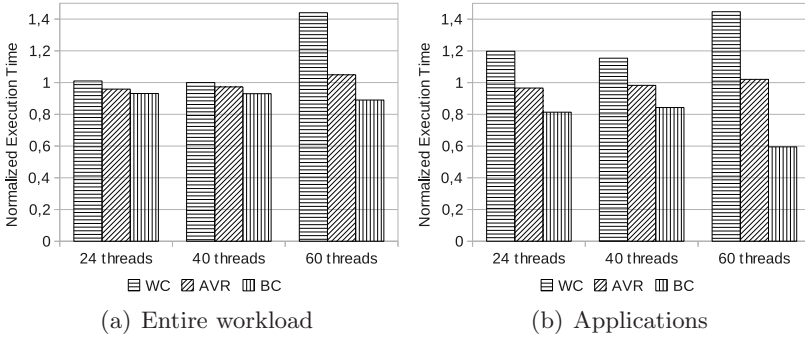 1,4
1,2
1
0,8
0,6
0,4
0,2
0
Normalized Execution Time
24 threads 40 threads 60 threads
WC AVR BC
(a) Entire workload
1,4
1,2
1
0,8
0,6
0,4
0,2
0
Normalized Execution Time
24 threads 40 threads 60 threads
WC AVR BC
(b) Applications